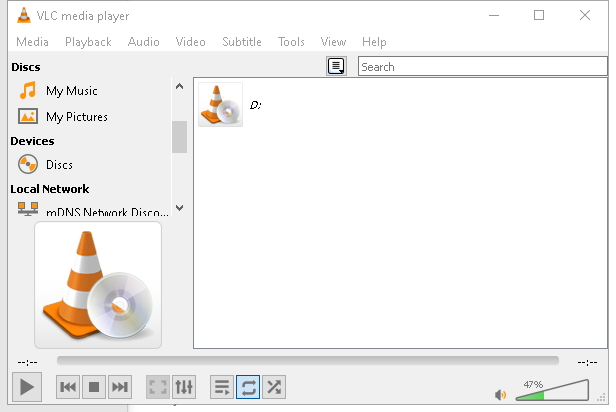 VLC media player
Media Playback Audio Video Subtitle Tools View Help
Discs
Search
My Music
D:
My Pictures
Devices
Discs
Local Network
mDNS Network Disco...
--:-- --:--
47%